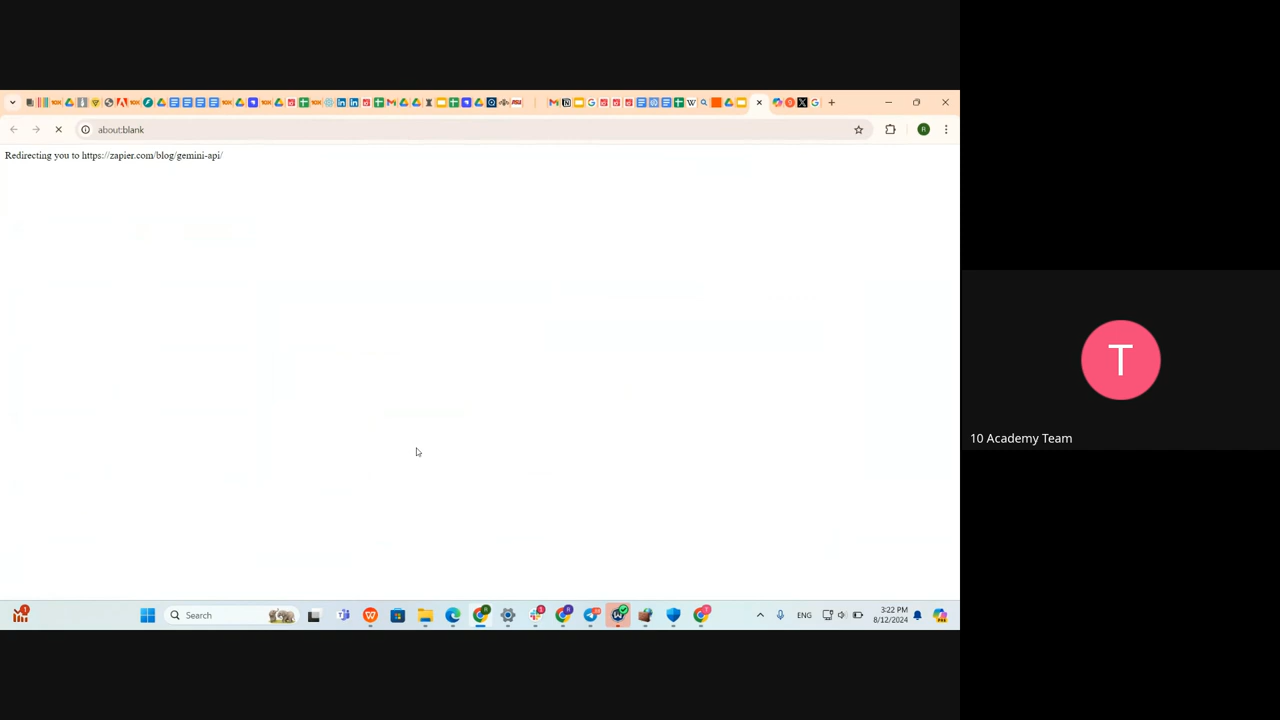 about:blank
Redirecting you to https://zapier.com/blog/gemini-api/
T
10 Academy Team
Search
ENG
3:22 PM
8/12/2024